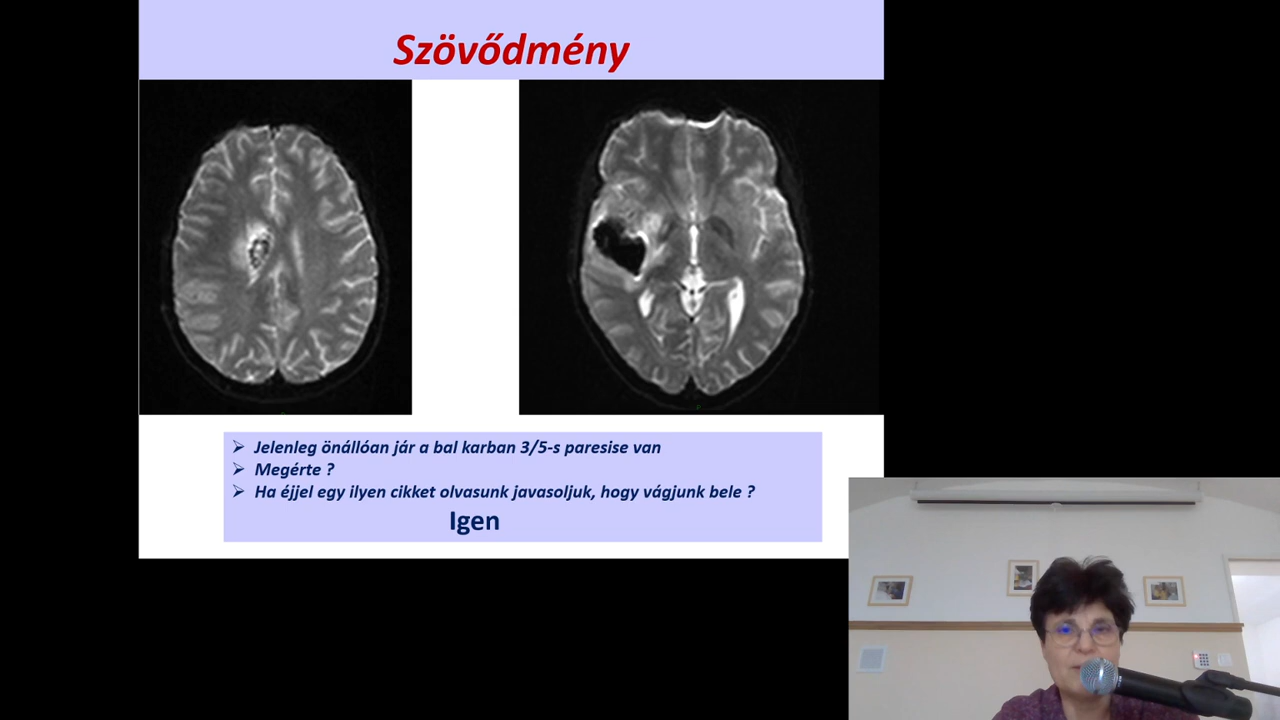 Szövődmény
Jelenleg önállóan jár a bal karban 3/5-s paresise van
Megérte ?
Ha éjjel egy ilyen cikket olvasunk javasoljuk, hogy vágjunk bele ?
Igen